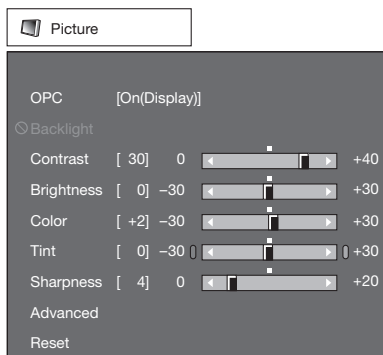 Picture
OPC [On(Display)]
Backlight
Contrast [ 30] 0 +40
Brightness [ 0] –30 +30
Color [ +2] –30 +30
Tint [ 0] –30 +30
Sharpness [ 4] 0 +20
Advanced
Reset